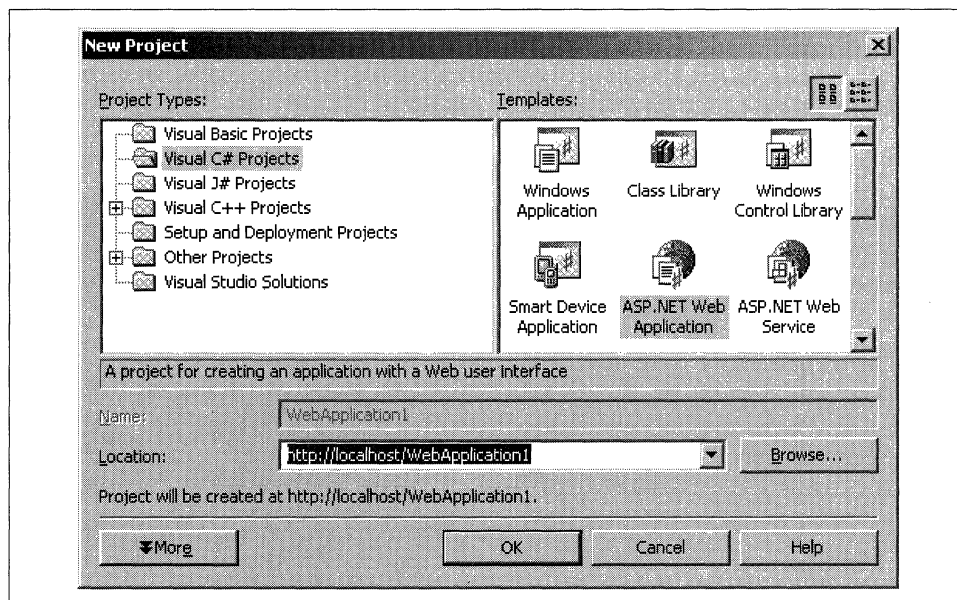 New Project
Project Types:
Templates:
Visual Basic Projects
Visual C# Projects
Visual J# Projects
Visual C++ Projects
Setup and Deployment Projects
Other Projects
Visual Studio Solutions
Windows
Application
Class Library
Windows
Control Library
Smart Device
Application
ASP.NET Web
Application
ASP.NET Web
Service
A project for creating an application with a Web user interface
Name:
WebApplication1
Location:
http://localhost/WebApplication1
Browse...
Project will be created at http://localhost/WebApplication1.
More
OK
Cancel
Help